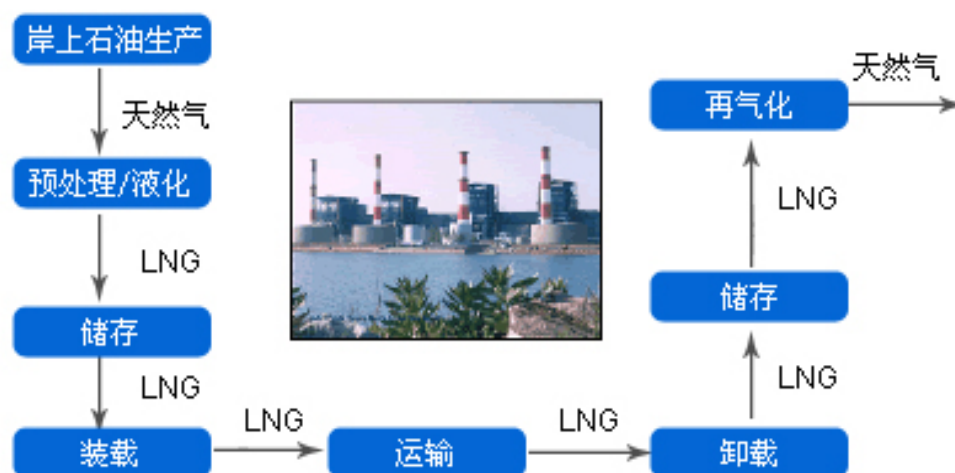 岸上石油生产
天然气
预处理/液化
LNG
储存
LNG
装载
LNG
运输
LNG
卸载
LNG
储存
LNG
再气化
天然气